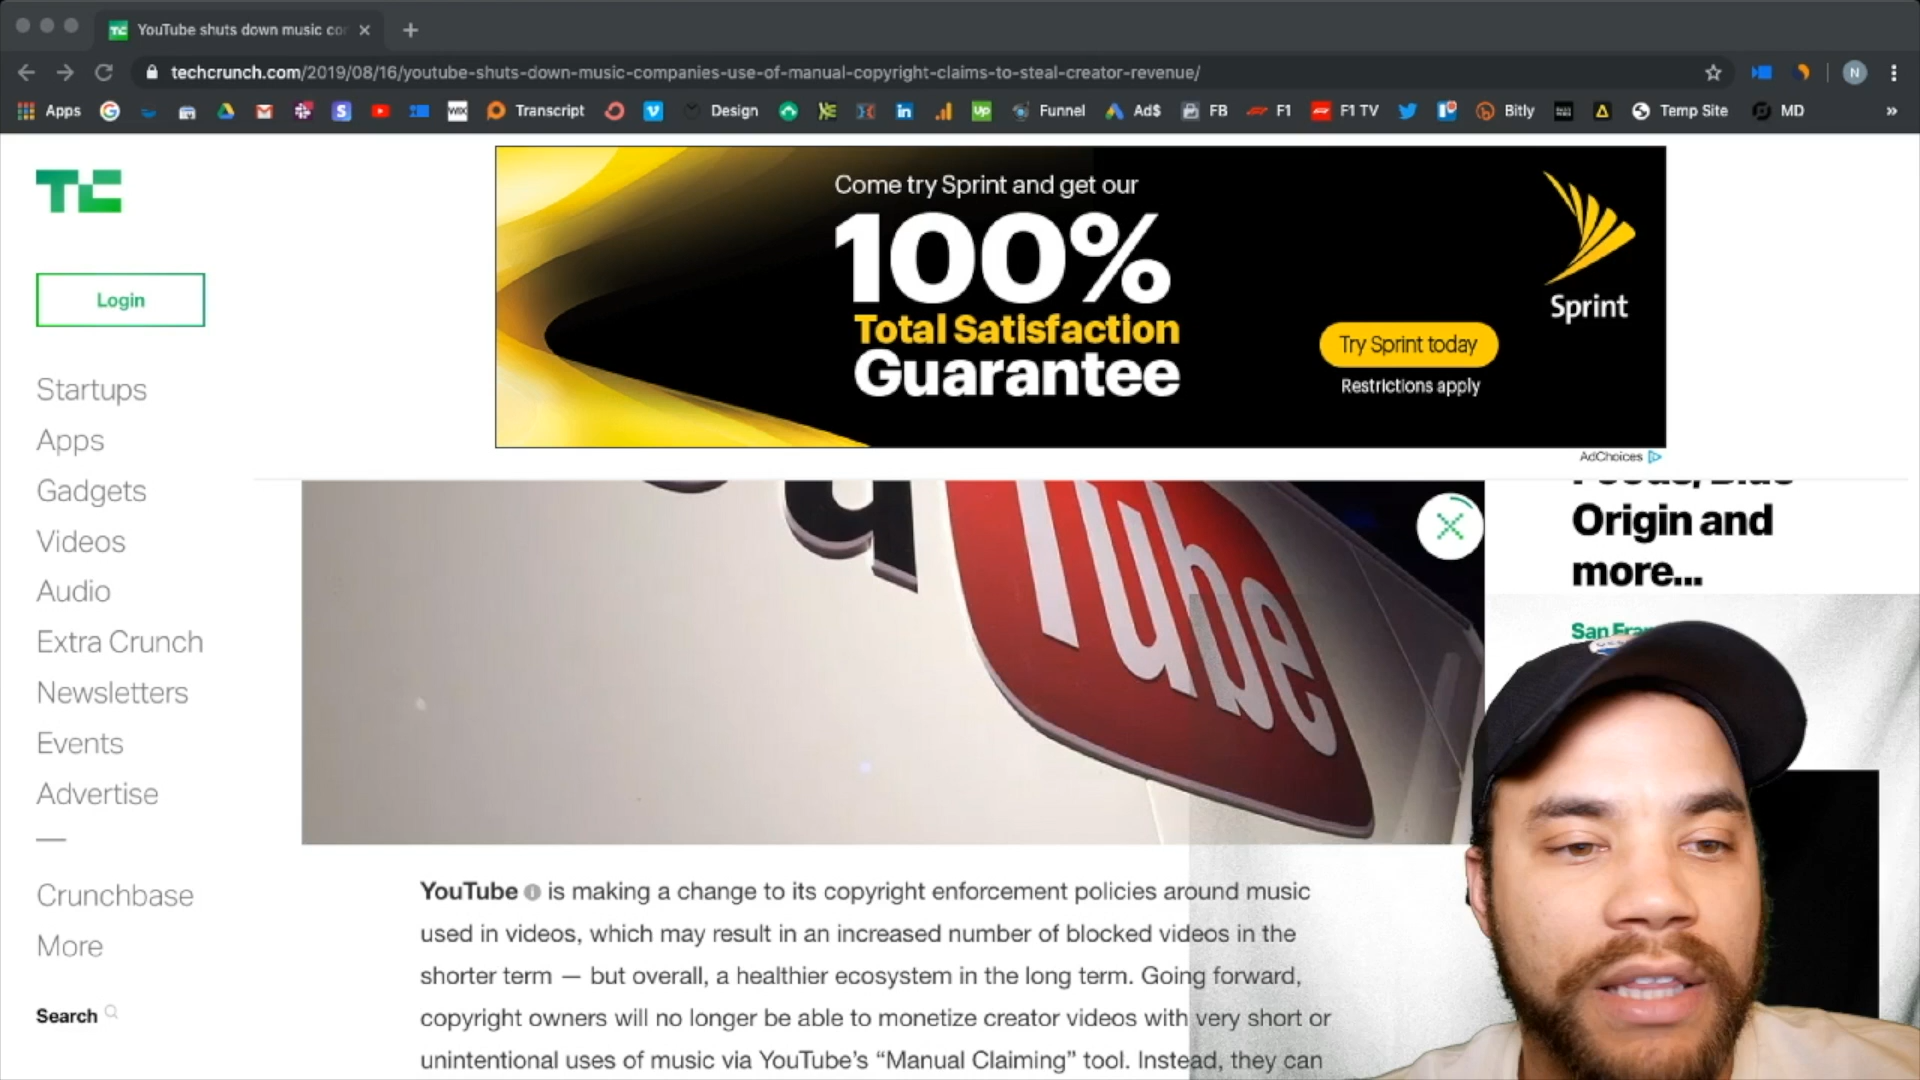 YouTube shuts down music co
techcrunch.com/2019/08/16/youtube-shuts-down-music-companies-use-of-manual-copyright-claims-to-steal-creator-revenue/
N
Apps
Transcript
Design
Funnel
Ad$
FB
F1
F1 TV
Bitly
Temp Site
MD
»
TC
Login
Startups
Apps
Gadgets
Videos
Audio
Extra Crunch
Newsletters
Events
Advertise
Crunchbase
More
Search
Come try Sprint and get our
100%
Total Satisfaction
Guarantee
Try Sprint today
Restrictions apply
Sprint
AdChoices
Tube
Origin and
more...
San
YouTube is making a change to its copyright enforcement policies around music
used in videos, which may result in an increased number of blocked videos in the
shorter term — but overall, a healthier ecosystem in the long term. Going forward,
copyright owners will no longer be able to monetize creator videos with very short or
unintentional uses of music via YouTube's “Manual Claiming” tool. Instead, they can